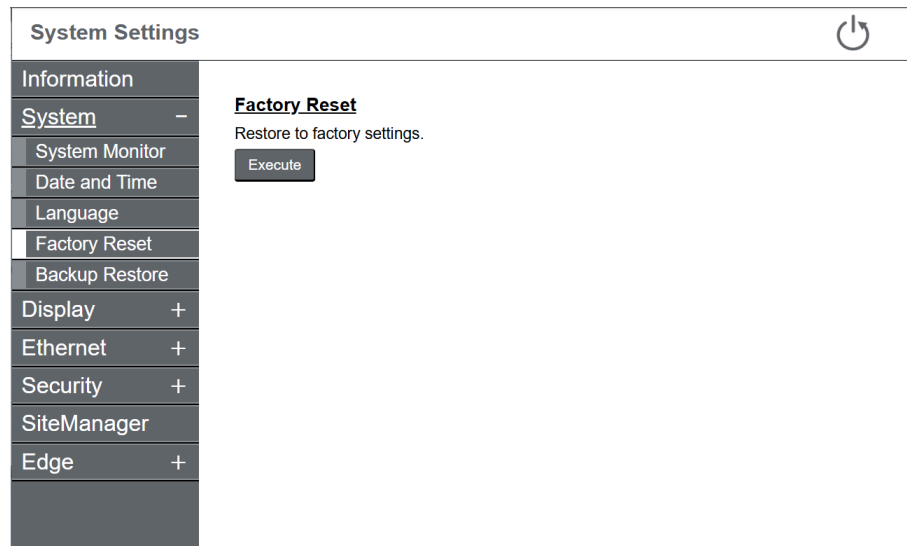 System Settings
Information
System −
System Monitor
Date and Time
Language
Factory Reset
Backup Restore
Display +
Ethernet +
Security +
SiteManager
Edge +
Factory Reset
Restore to factory settings.
Execute